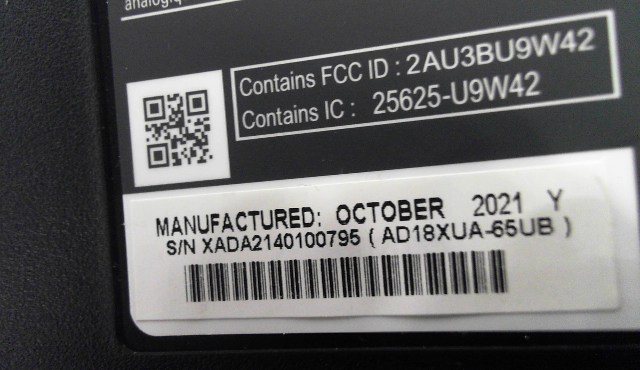 Contains FCC ID : 2AU3BU9W42
Contains IC : 25625-U9W42
MANUFACTURED: OCTOBER 2021 Y
S/N XADA2140100795 ( AD18XUA-65UB )